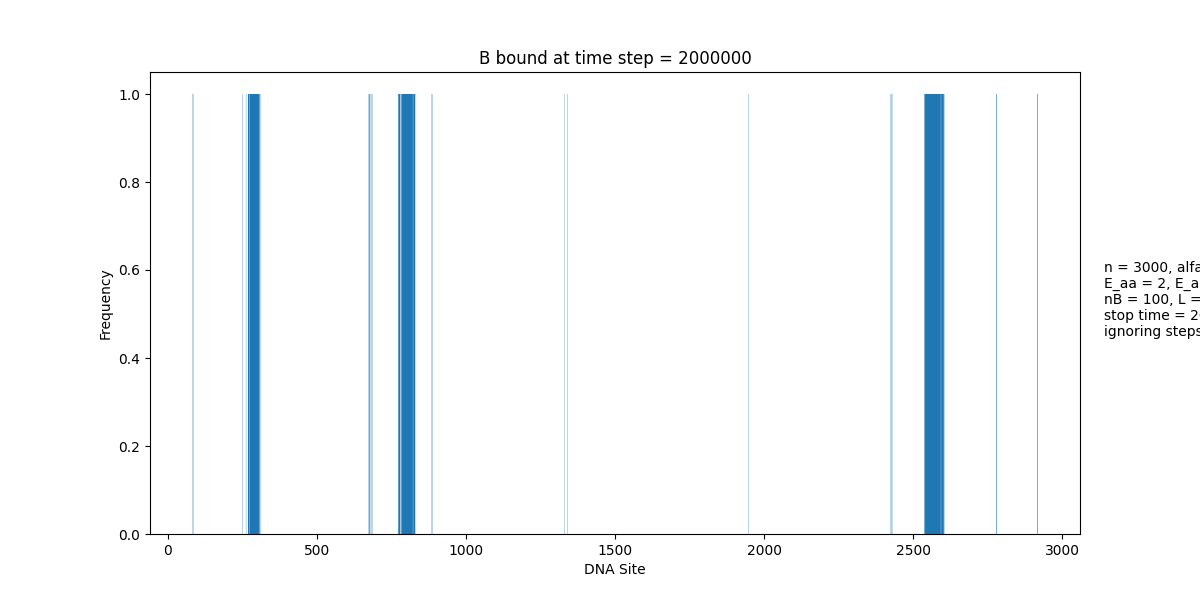 B bound at time step = 2000000
1.0
0.8
0.6
0.4
0.2
0.0
Frequency
0 500 1000 1500 2000 2500 3000
DNA Site
n = 3000, alfa
E_aa = 2, E_a
nB = 100, L =
stop time = 2
ignoring steps